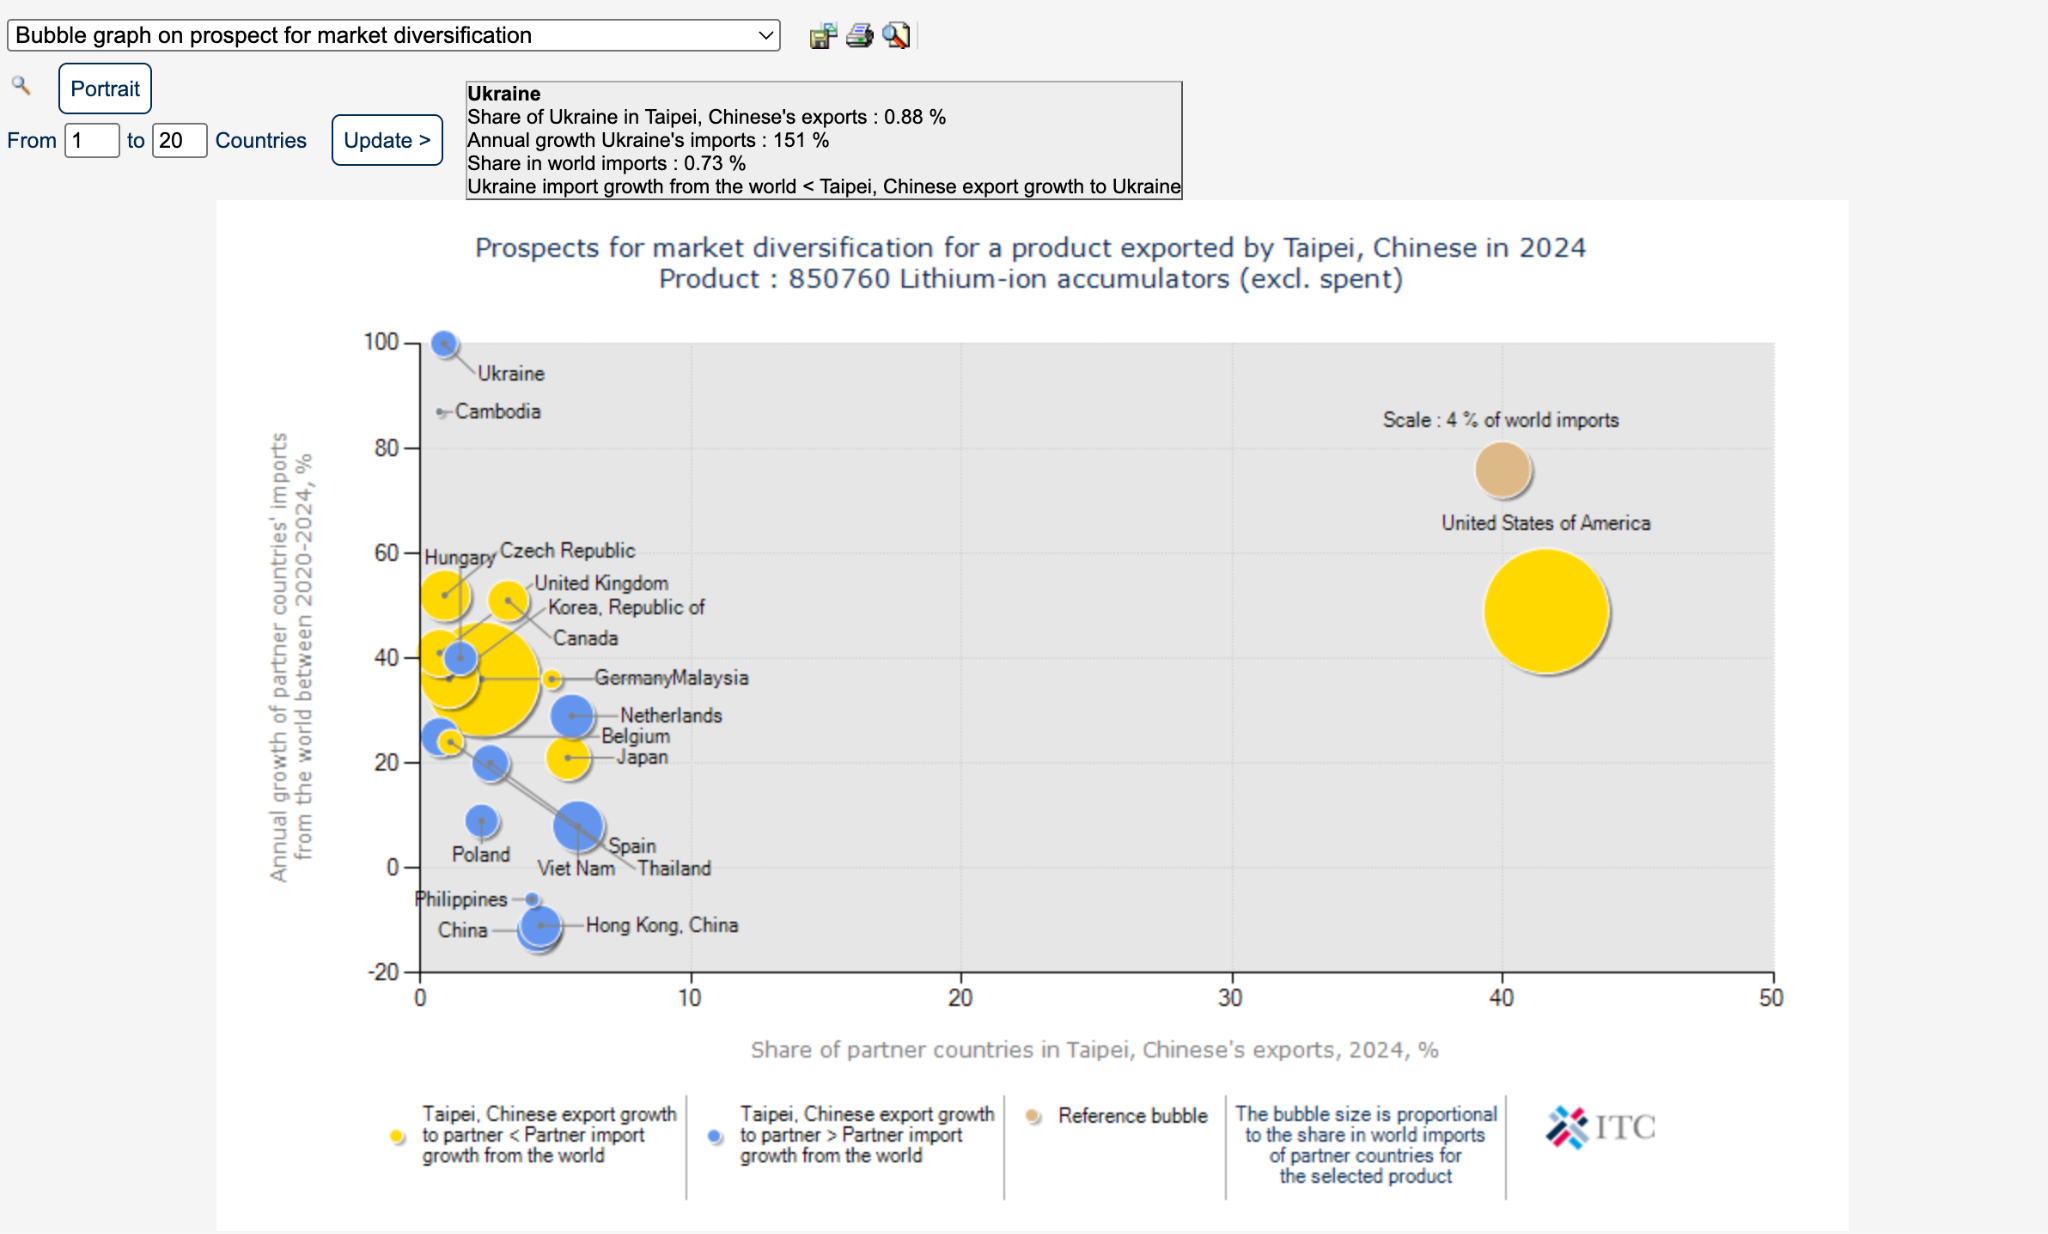 Bubble graph on prospect for market diversification
Portrait
From 1 to 20 Countries Update >
Ukraine
Share of Ukraine in Taipei, Chinese's exports : 0.88 %
Annual growth Ukraine's imports : 151 %
Share in world imports : 0.73 %
Ukraine import growth from the world < Taipei, Chinese export growth to Ukraine
Prospects for market diversification for a product exported by Taipei, Chinese in 2024
Product : 850760 Lithium-ion accumulators (excl. spent)
Annual growth of partner countries' imports
from the world between 2020-2024, %
100
80
60
40
20
0
-20
Ukraine
Cambodia
Scale : 4 % of world imports
United States of America
Hungary
Czech Republic
United Kingdom
Korea, Republic of
Canada
Germany
Malaysia
Netherlands
Belgium
Japan
Spain
Poland
Viet Nam
Thailand
Philippines
Hong Kong, China
China
0 10 20 30 40 50
Share of partner countries in Taipei, Chinese's exports, 2024, %
Taipei, Chinese export growth
to partner < Partner import
growth from the world
Taipei, Chinese export growth
to partner > Partner import
growth from the world
Reference bubble
The bubble size is proportional
to the share in world imports
of partner countries for
the selected product
ITC